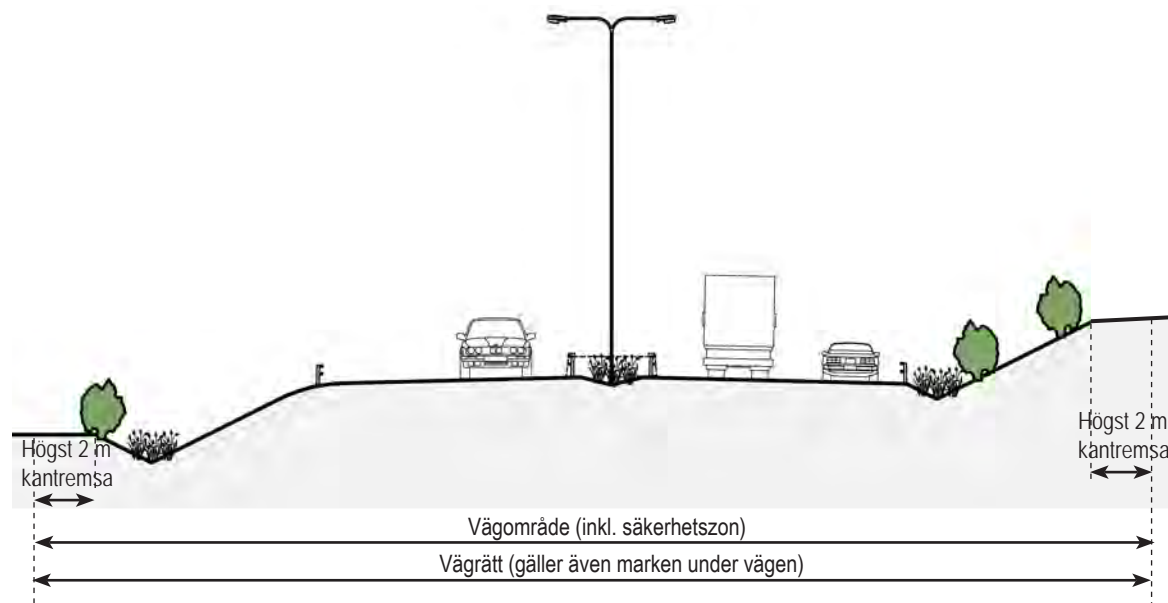 Högst 2 m
kantremsa
Högst 2 m
kantremsa
Vägområde (inkl. säkerhetszon)
Vägrätt (gäller även marken under vägen)